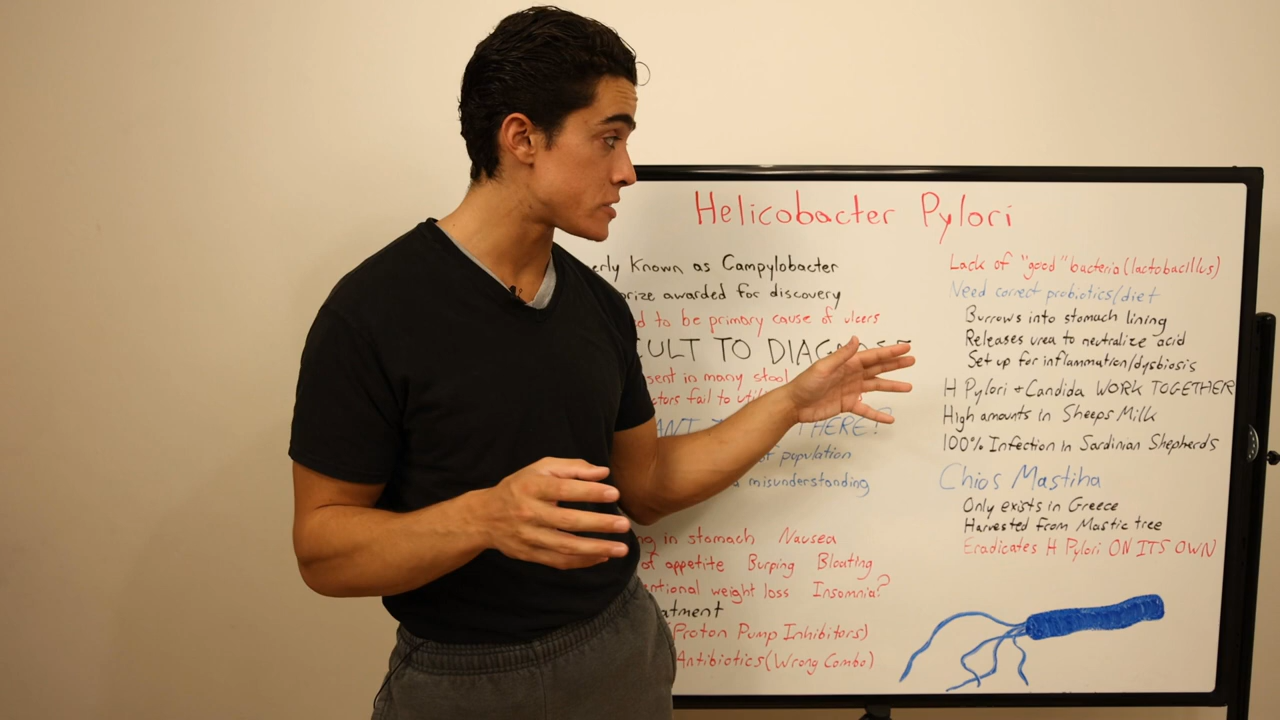 Helicobacter Pylori
erly Known as Campylobacter
prize awarded for discovery
d to be primary cause of ulcers
CULT TO DIAGNOSE
sent in many stool
ctors fail to
ANT THERE?
of population
misunderstanding
ng in stomach Nausea
of appetite Burping Bloating
entional weight loss Insomnia?
atment
(Proton Pump Inhibitors)
Antibiotics (Wrong Combo)
Lack of "good" bacteria (lactobacillus)
Need correct probiotics/diet
Burrows into stomach lining
Releases urea to neutralize acid
Set up for inflammation/dysbiosis
H Pylori + Candida WORK TOGETHER
High amounts in Sheeps Milk
100% Infection In Sardinian Shepherds
Chios Mastiha
Only exists in Greece
Harvested from Mastic tree
Eradicates H Pylori ON ITS OWN